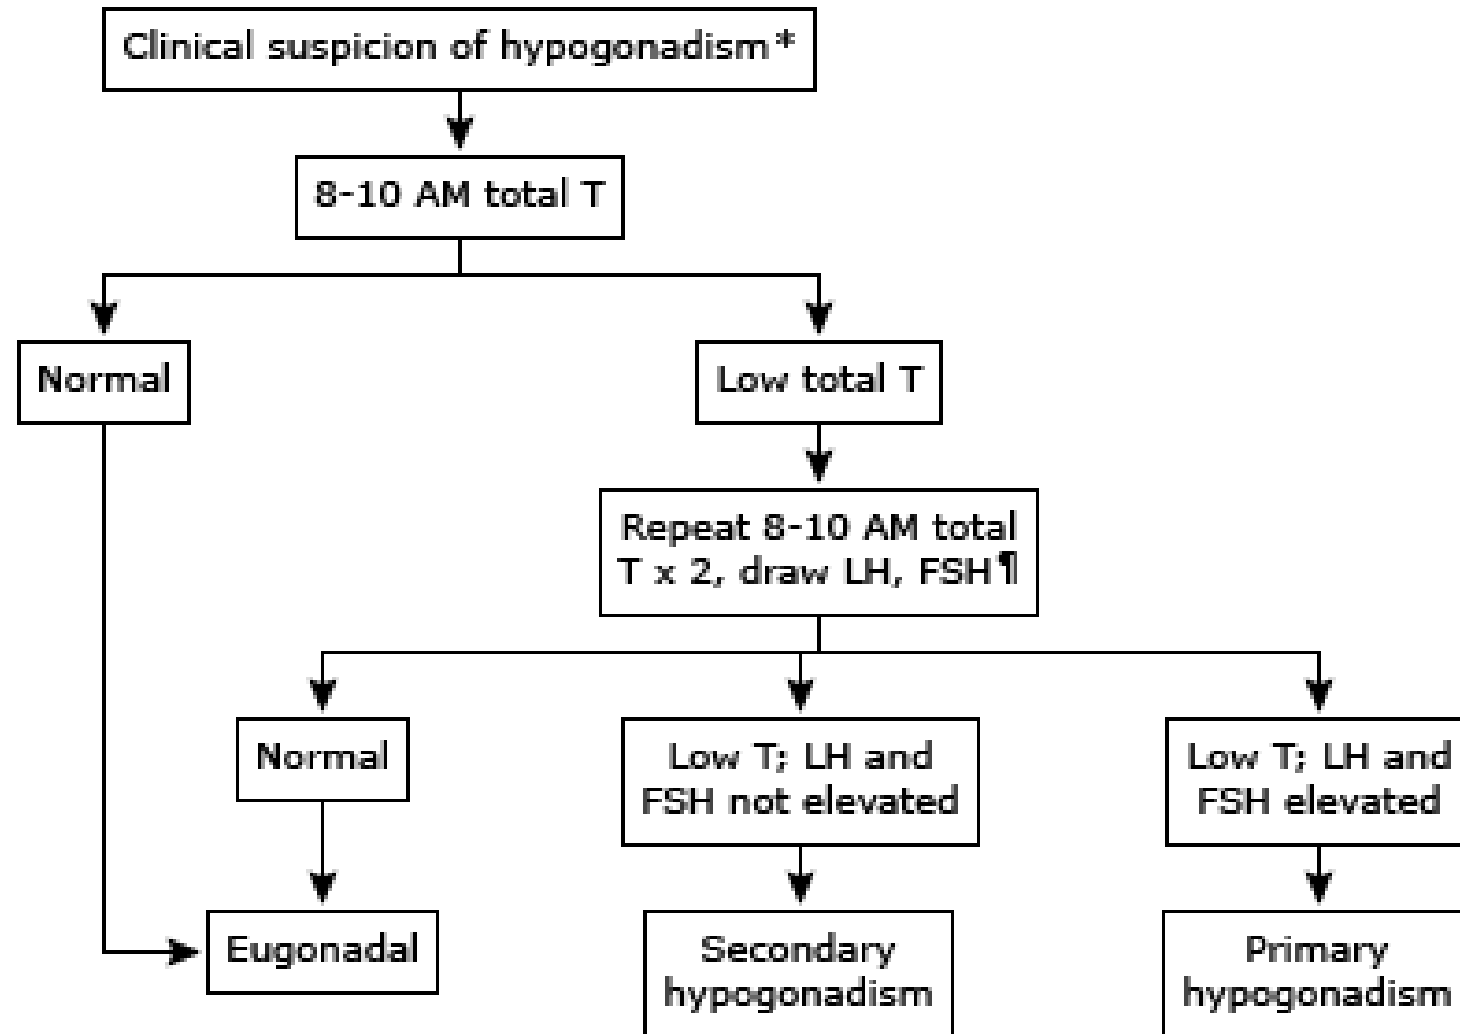 Clinical suspicion of hypogonadism*
8-10 AM total T
Normal
Low total T
Repeat 8-10 AM total
T x 2, draw LH, FSH¶
Normal
Low T; LH and
FSH not elevated
Low T; LH and
FSH elevated
Eugonadal
Secondary
hypogonadism
Primary
hypogonadism